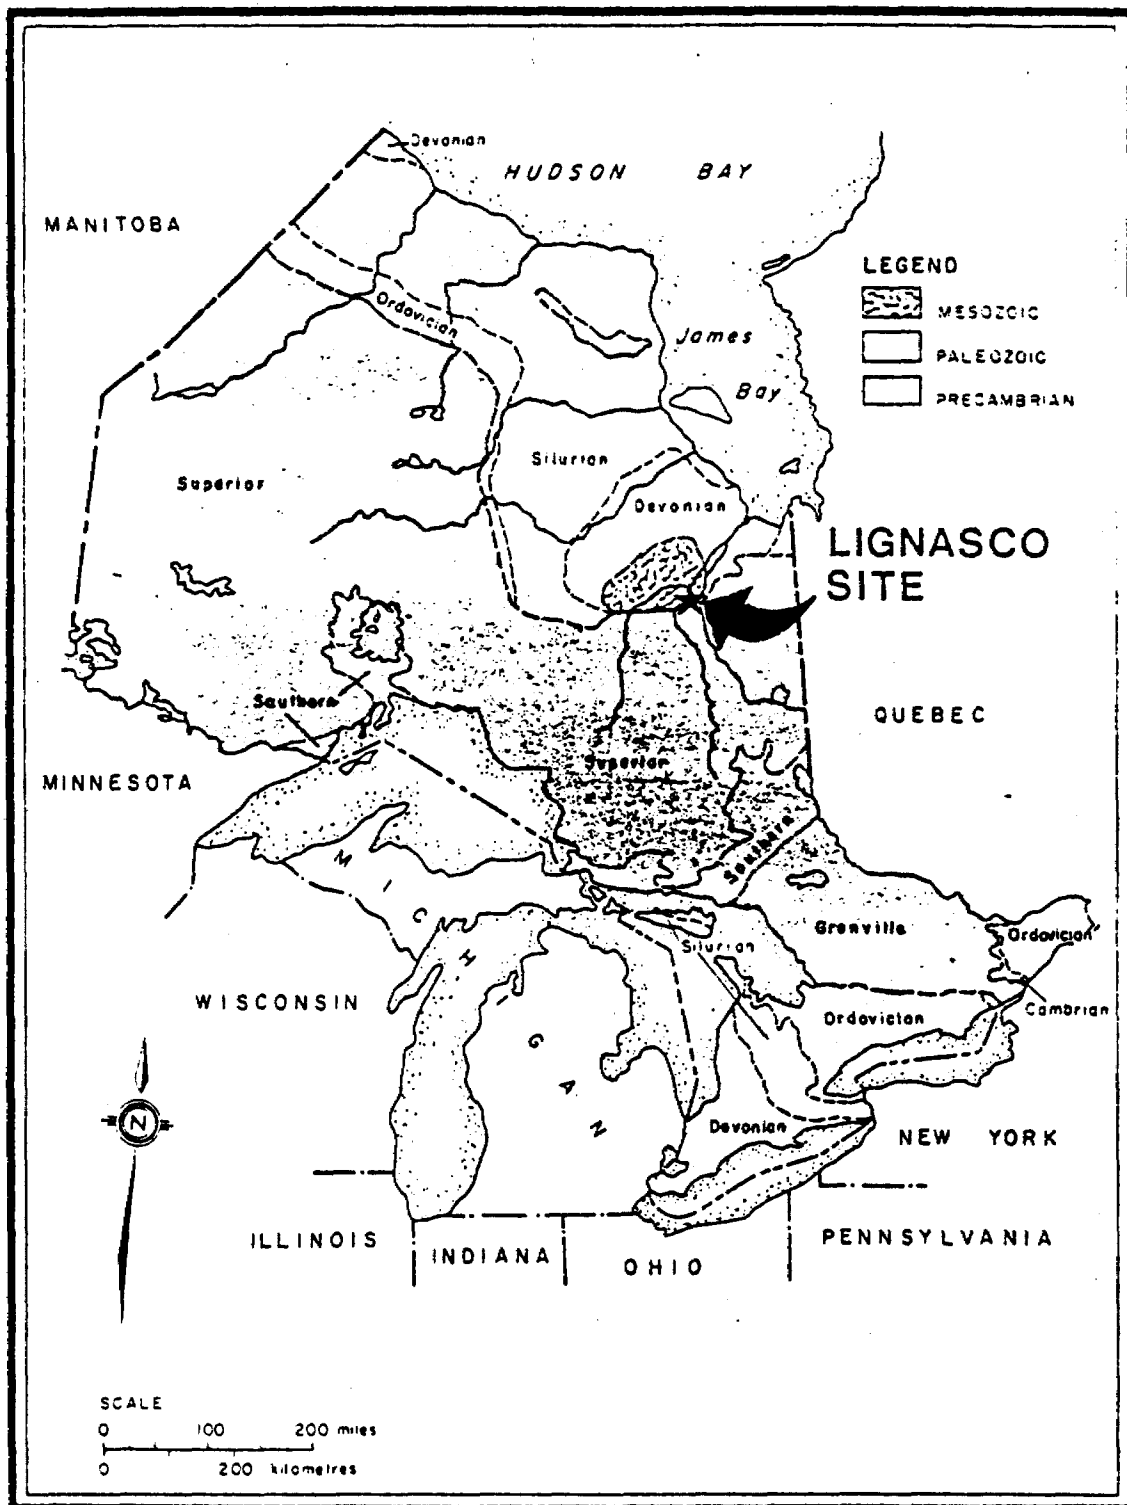 Devonian
HUDSON BAY
MANITOBA
LEGEND
MESOZOIC
PALEOZOIC
PRECAMBRIAN
Ordovician
James
Bay
Silurian
Superior
Devonian
LIGNASCO
SITE
Southern
QUEBEC
MINNESOTA
Superior
Southern
MICHIGAN
Grenville
Ordovician
Silurian
WISCONSIN
Cambrian
Ordovician
N
Devonian
NEW YORK
ILLINOIS
INDIANA
OHIO
PENNSYLVANIA
SCALE
0 100 200 miles
0 200 kilometres